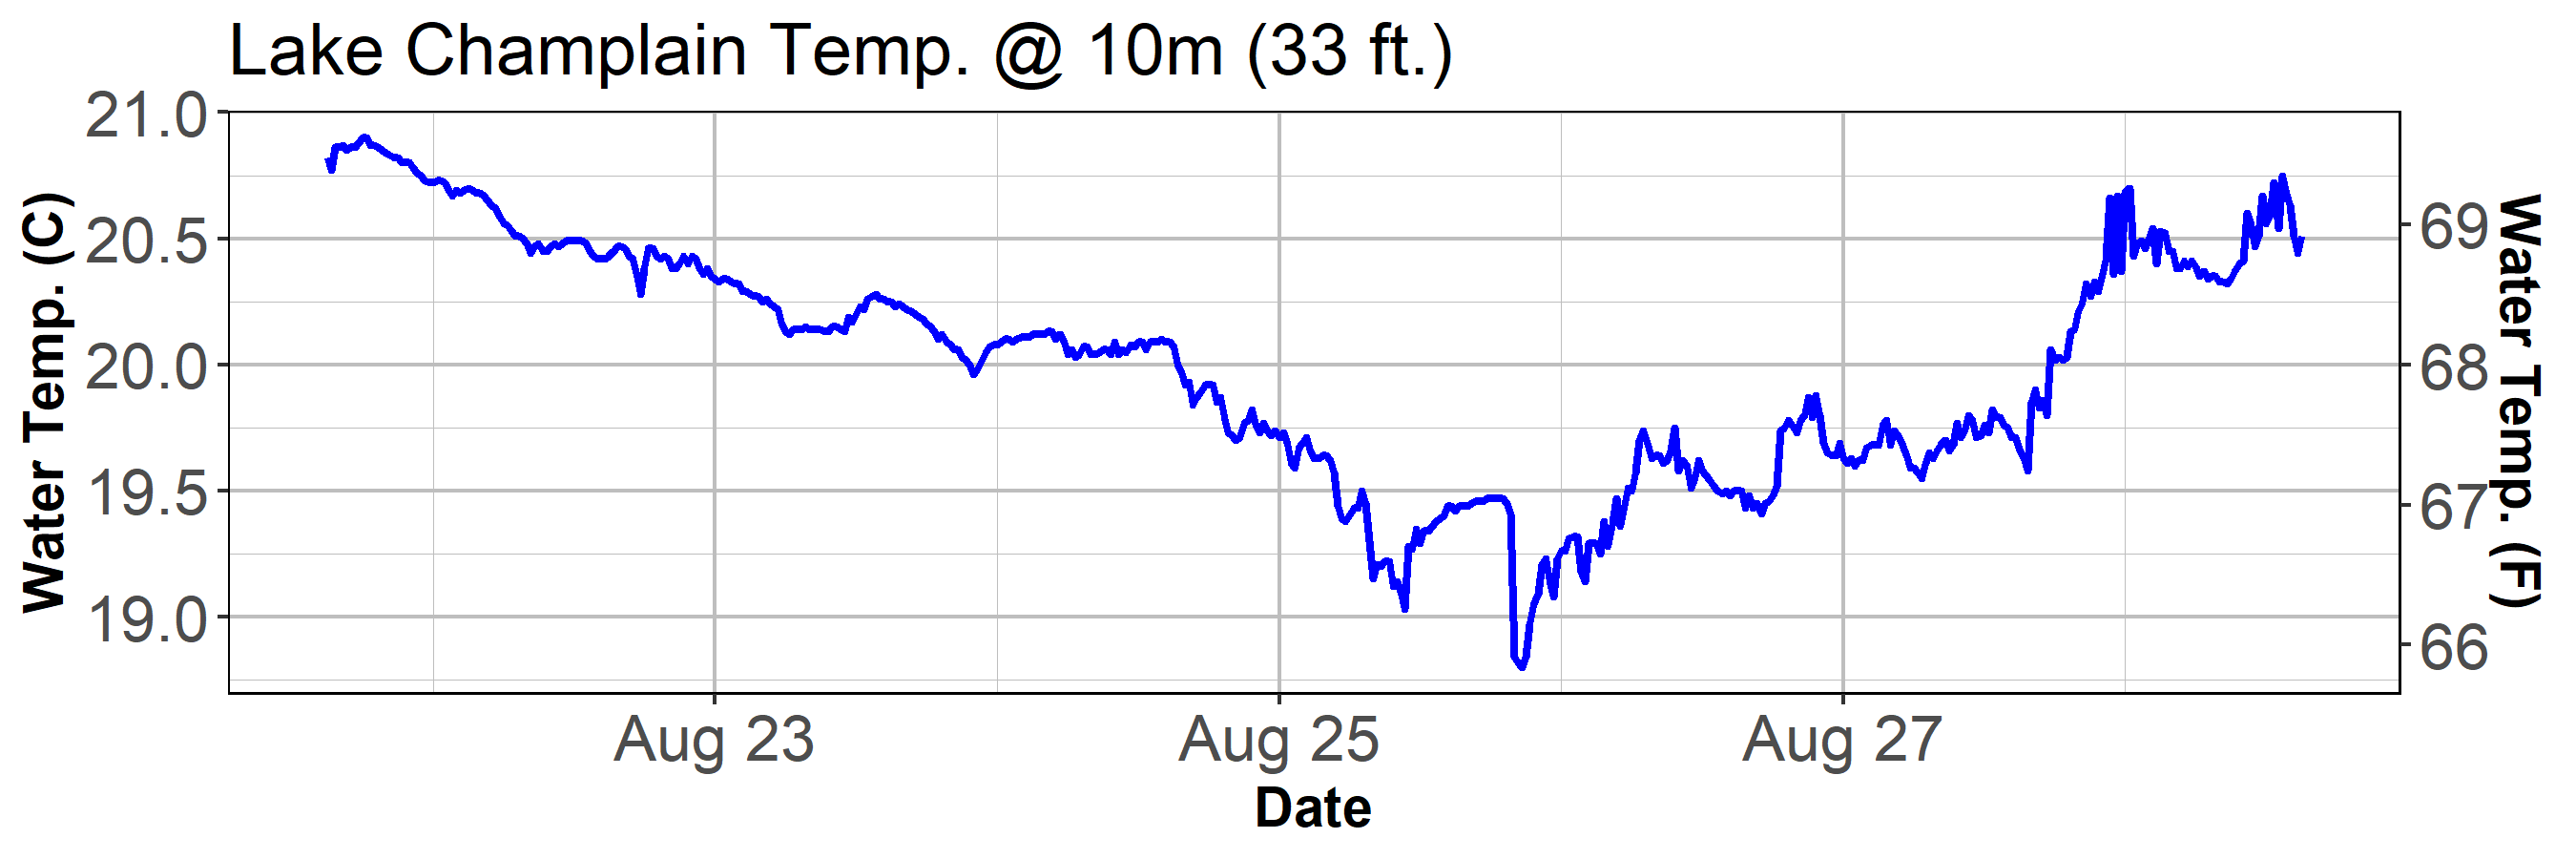 Lake Champlain Temp. @ 10m (33 ft.)
Water Temp. (C)
21.0
20.5
20.0
19.5
19.0
69
68
67
66
Water Temp. (F)
Aug 23
Aug 25
Aug 27
Date